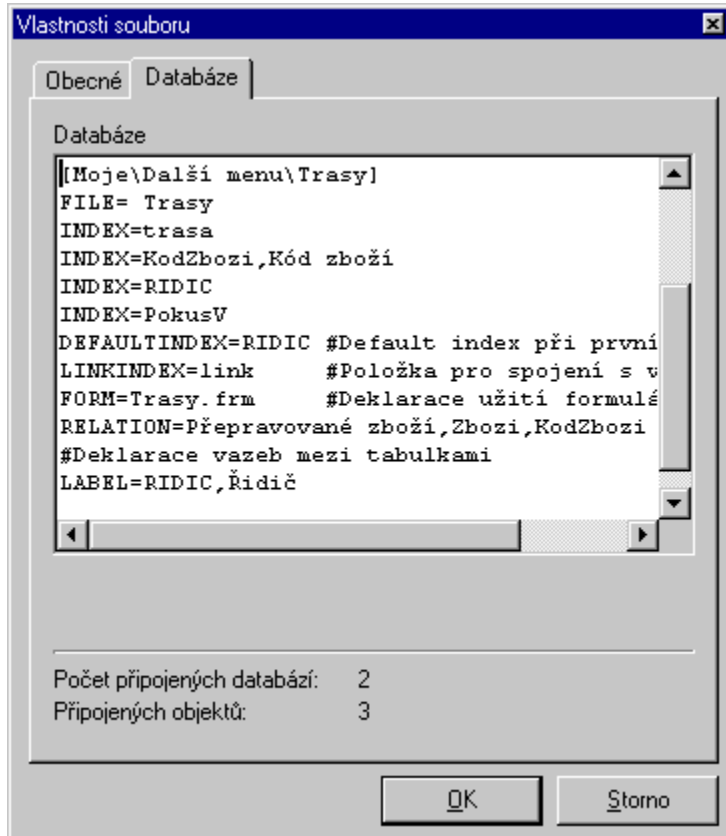 Vlastnosti souboru
Obecné
Databáze
Databáze
[Moje\Další menu\Trasy]
FILE= Trasy
INDEX=trasa
INDEX=KodZbozi,Kód zboží
INDEX=RIDIC
INDEX=PokusV
DEFAULTINDEX=RIDIC #Default index při první
LINKINDEX=link #Položka pro spojení s v
FORM=Trasy.frm #Deklarace užití formulá
RELATION=Přepravované zboží,Zbozi,KodZbozi
#Deklarace vazeb mezi tabulkami
LABEL=RIDIC,Řidič
Počet připojených databází: 2
Připojených objektů: 3
OK
Storno